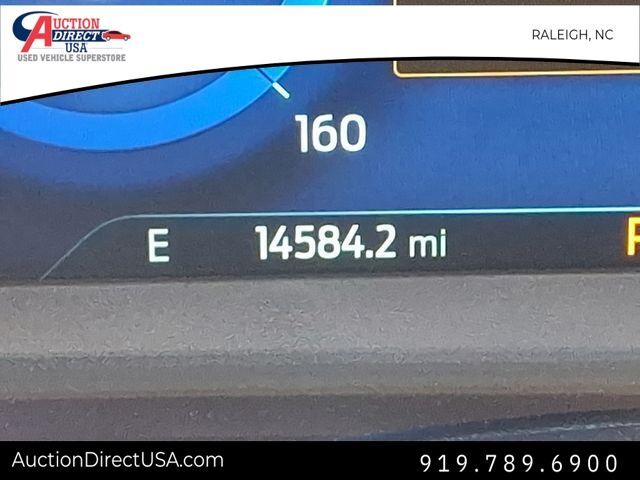 AUCTION
DIRECT
USA
USED VEHICLE SUPERSTORE
RALEIGH, NC
160
E 14584.2 mi
AuctionDirectUSA.com 919.789.6900